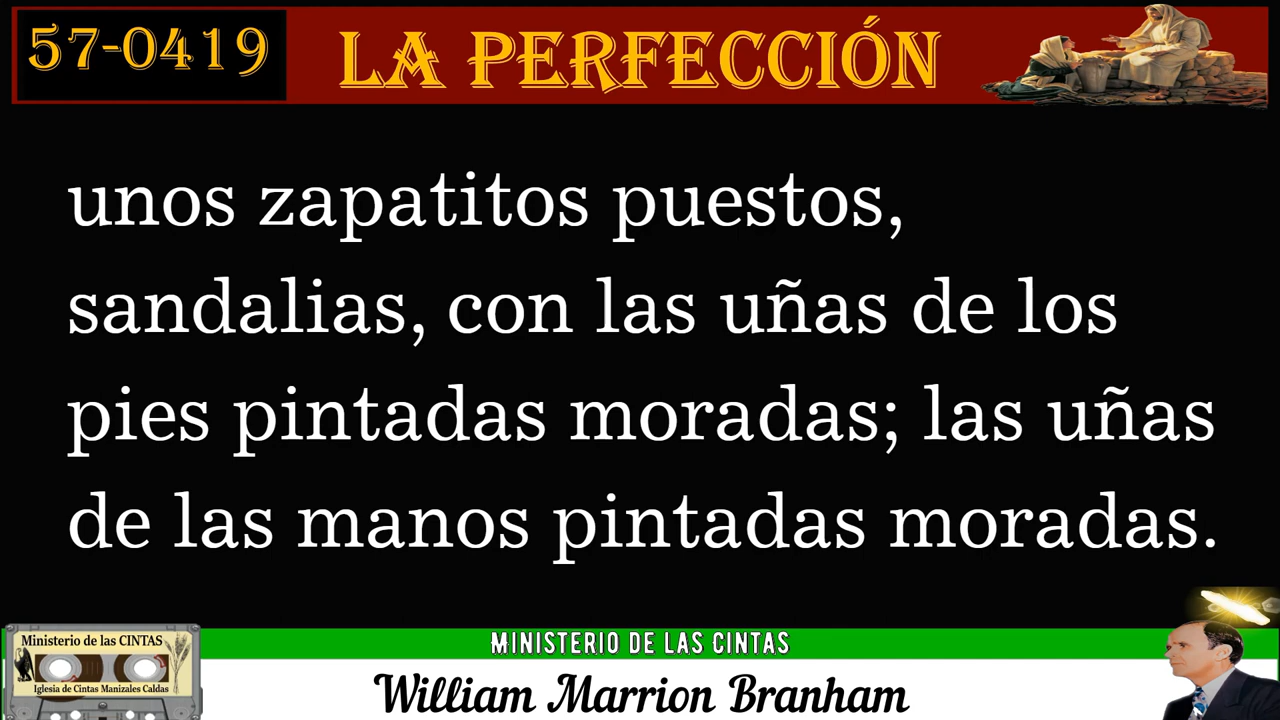 57-0419
LA PERFECCIÓN
unos zapatitos puestos,
sandalias, con las uñas de los
pies pintadas moradas; las uñas
de las manos pintadas moradas.
Ministerio de las CINTAS
Iglesia de Cintas Manizales Caldas
MINISTERIO DE LAS CINTAS
William Marrion Branham